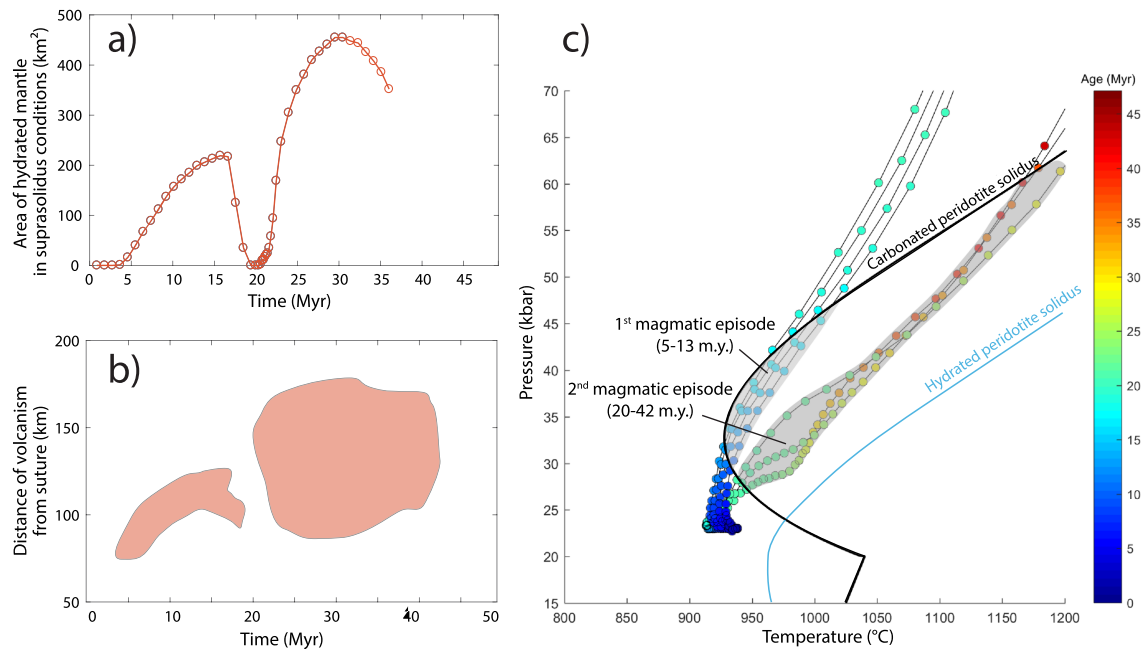 a)
500
400
300
200
100
0
Area of hydrated mantle
in suprasolidus conditions (km²)
0 5 10 15 20 25 30 35 40 45
Time (Myr)
b)
200
150
100
50
Distance of volcanism
from suture (km)
0 10 20 30 40 50
Time (Myr)
c)
70
65
60
55
50
45
40
35
30
25
20
15
Pressure (kbar)
Carbonated peridotite solidus
1st magmatic episode
(5-13 m.y.)
2nd magmatic episode
(20-42 m.y.)
Hydrated peridotite solidus
800 850 900 950 1000 1050 1100 1150 1200
Temperature (°C)
Age (Myr)
45
40
35
30
25
20
15
10
5
0